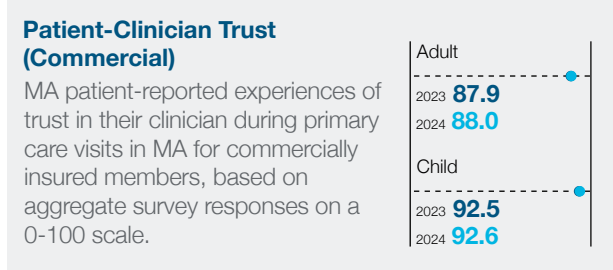 Patient-Clinician Trust
(Commercial)
MA patient-reported experiences of
trust in their clinician during primary
care visits in MA for commercially
insured members, based on
aggregate survey responses on a
0-100 scale.
Adult
2023 87.9
2024 88.0
Child
2023 92.5
2024 92.6